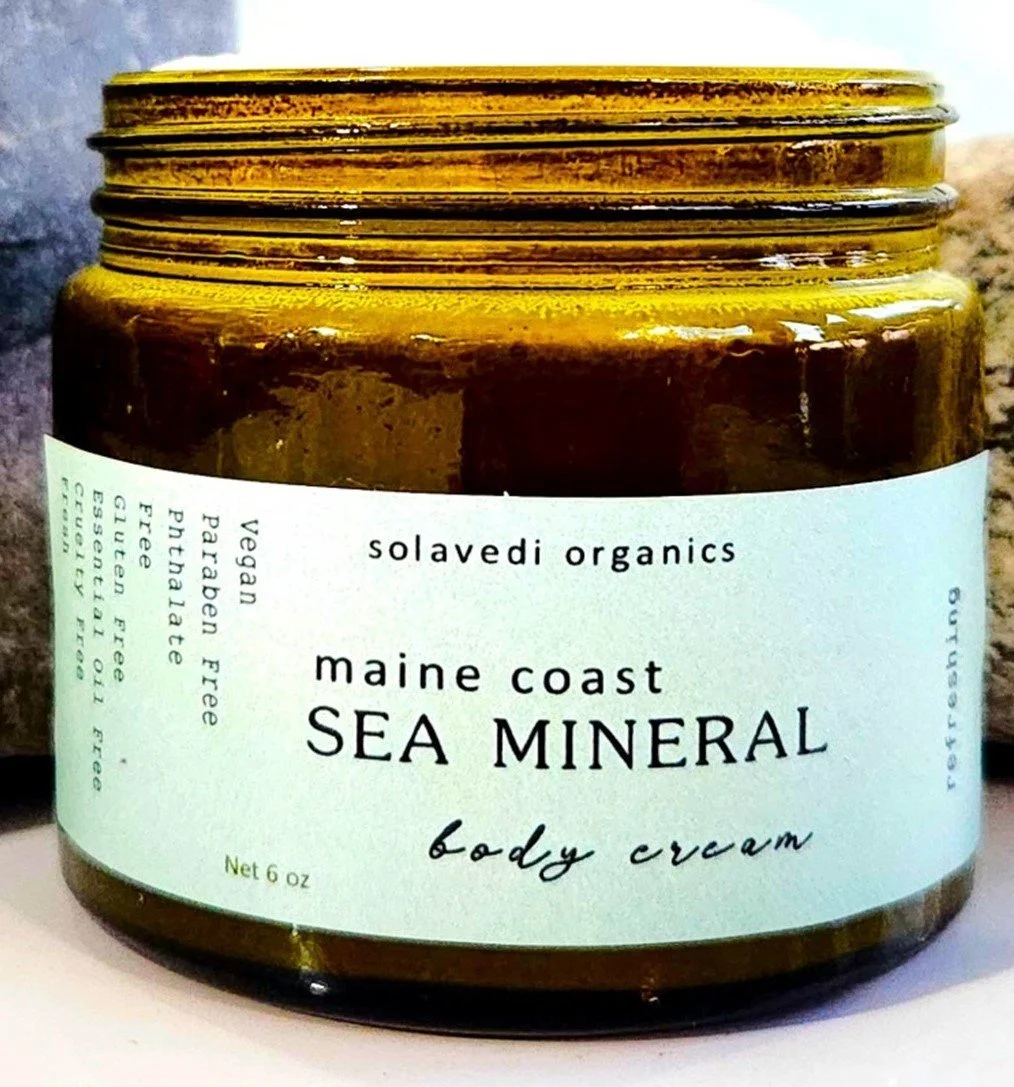 solavedi organics
maine coast
SEA MINERAL
body cream
Net 6 oz
Vegan
Paraben Free
Phthalate
Free
Gluten Free
Essential Oil Free
Cruelty Free
refreshing